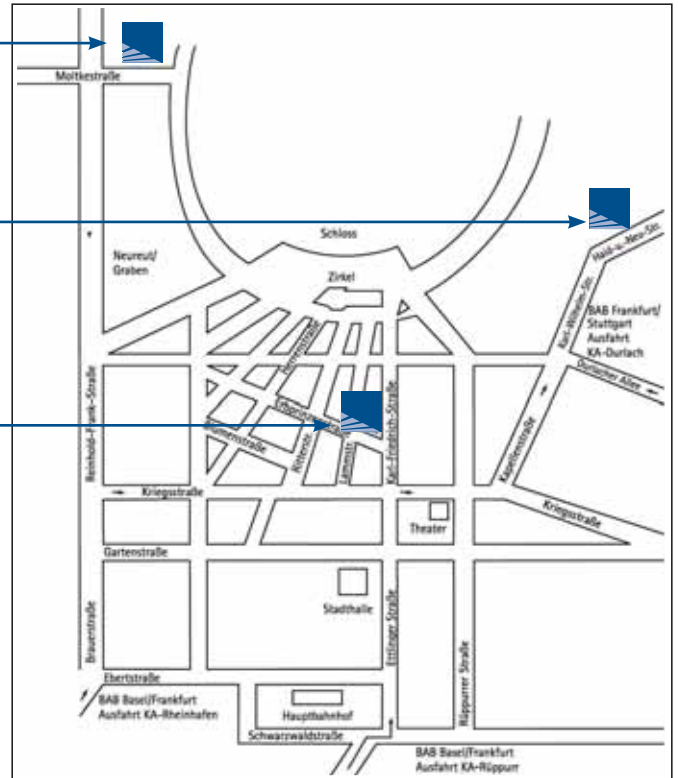 Moltkestraße
Schloss
Haid-u.-Neu-Str.
Neureut/
Graben
Zirkel
Karl-Wilhelm-Str.
BAB Frankfurt/
Stuttgart
Ausfahrt
KA-Durlach
Herrenstraße
Durlacher Allee
Reinhold-Frank-Straße
Erbprinzenstraße
Blumenstraße
Ritterstr.
Lammstr.
Karl-Friedrich-Straße
Kapellenstraße
Kriegsstraße
Kriegsstraße
Theater
Gartenstraße
Stadthalle
Brauerstraße
Ettlinger Straße
Rüppurrer Straße
Ebertstraße
BAB Basel/Frankfurt
Ausfahrt KA-Rheinhafen
Hauptbahnhof
Schwarzwaldstraße
BAB Basel/Frankfurt
Ausfahrt KA-Rüppurr